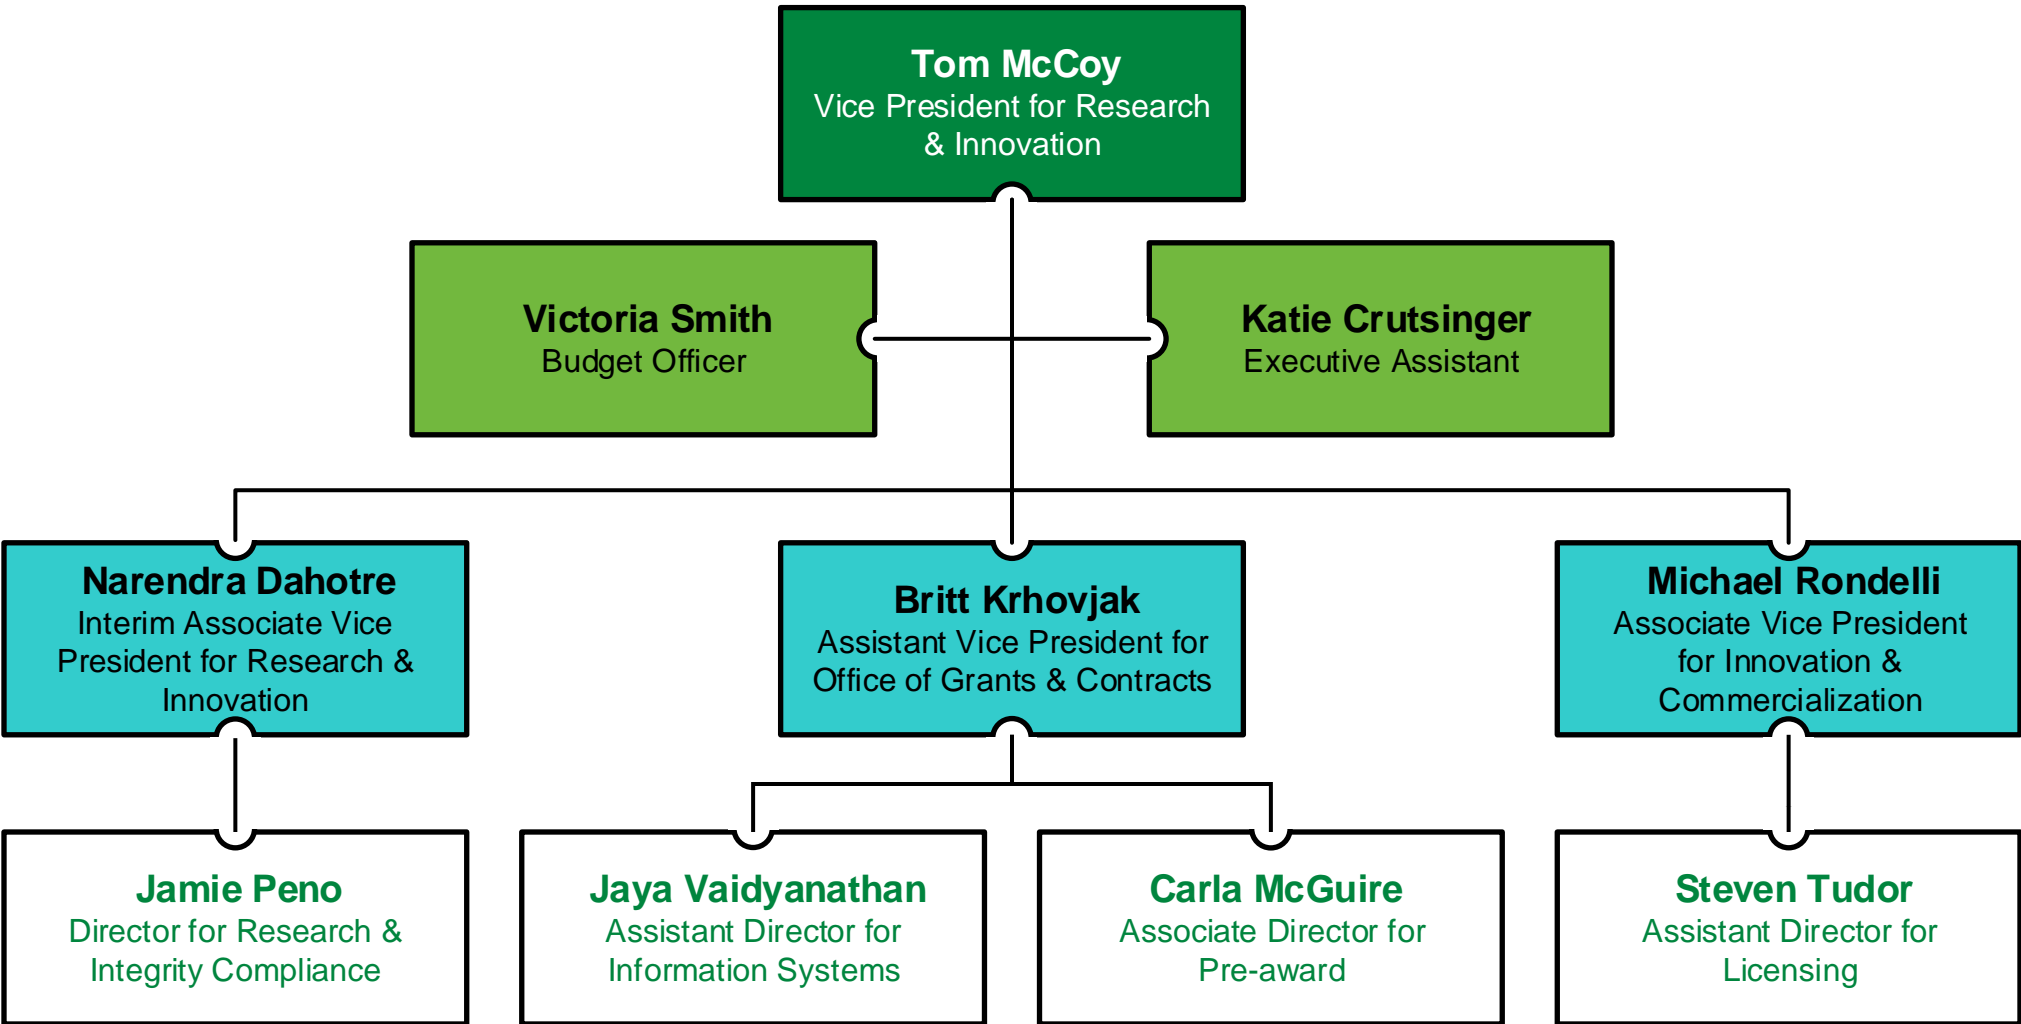 Tom McCoy
Vice President for Research
& Innovation
Victoria Smith
Budget Officer
Katie Crutsinger
Executive Assistant
Narendra Dahotre
Interim Associate Vice
President for Research &
Innovation
Britt Krhovjak
Assistant Vice President for
Office of Grants & Contracts
Michael Rondelli
Associate Vice President
for Innovation &
Commercialization
Jamie Peno
Director for Research &
Integrity Compliance
Jaya Vaidyanathan
Assistant Director for
Information Systems
Carla McGuire
Associate Director for
Pre-award
Steven Tudor
Assistant Director for
Licensing